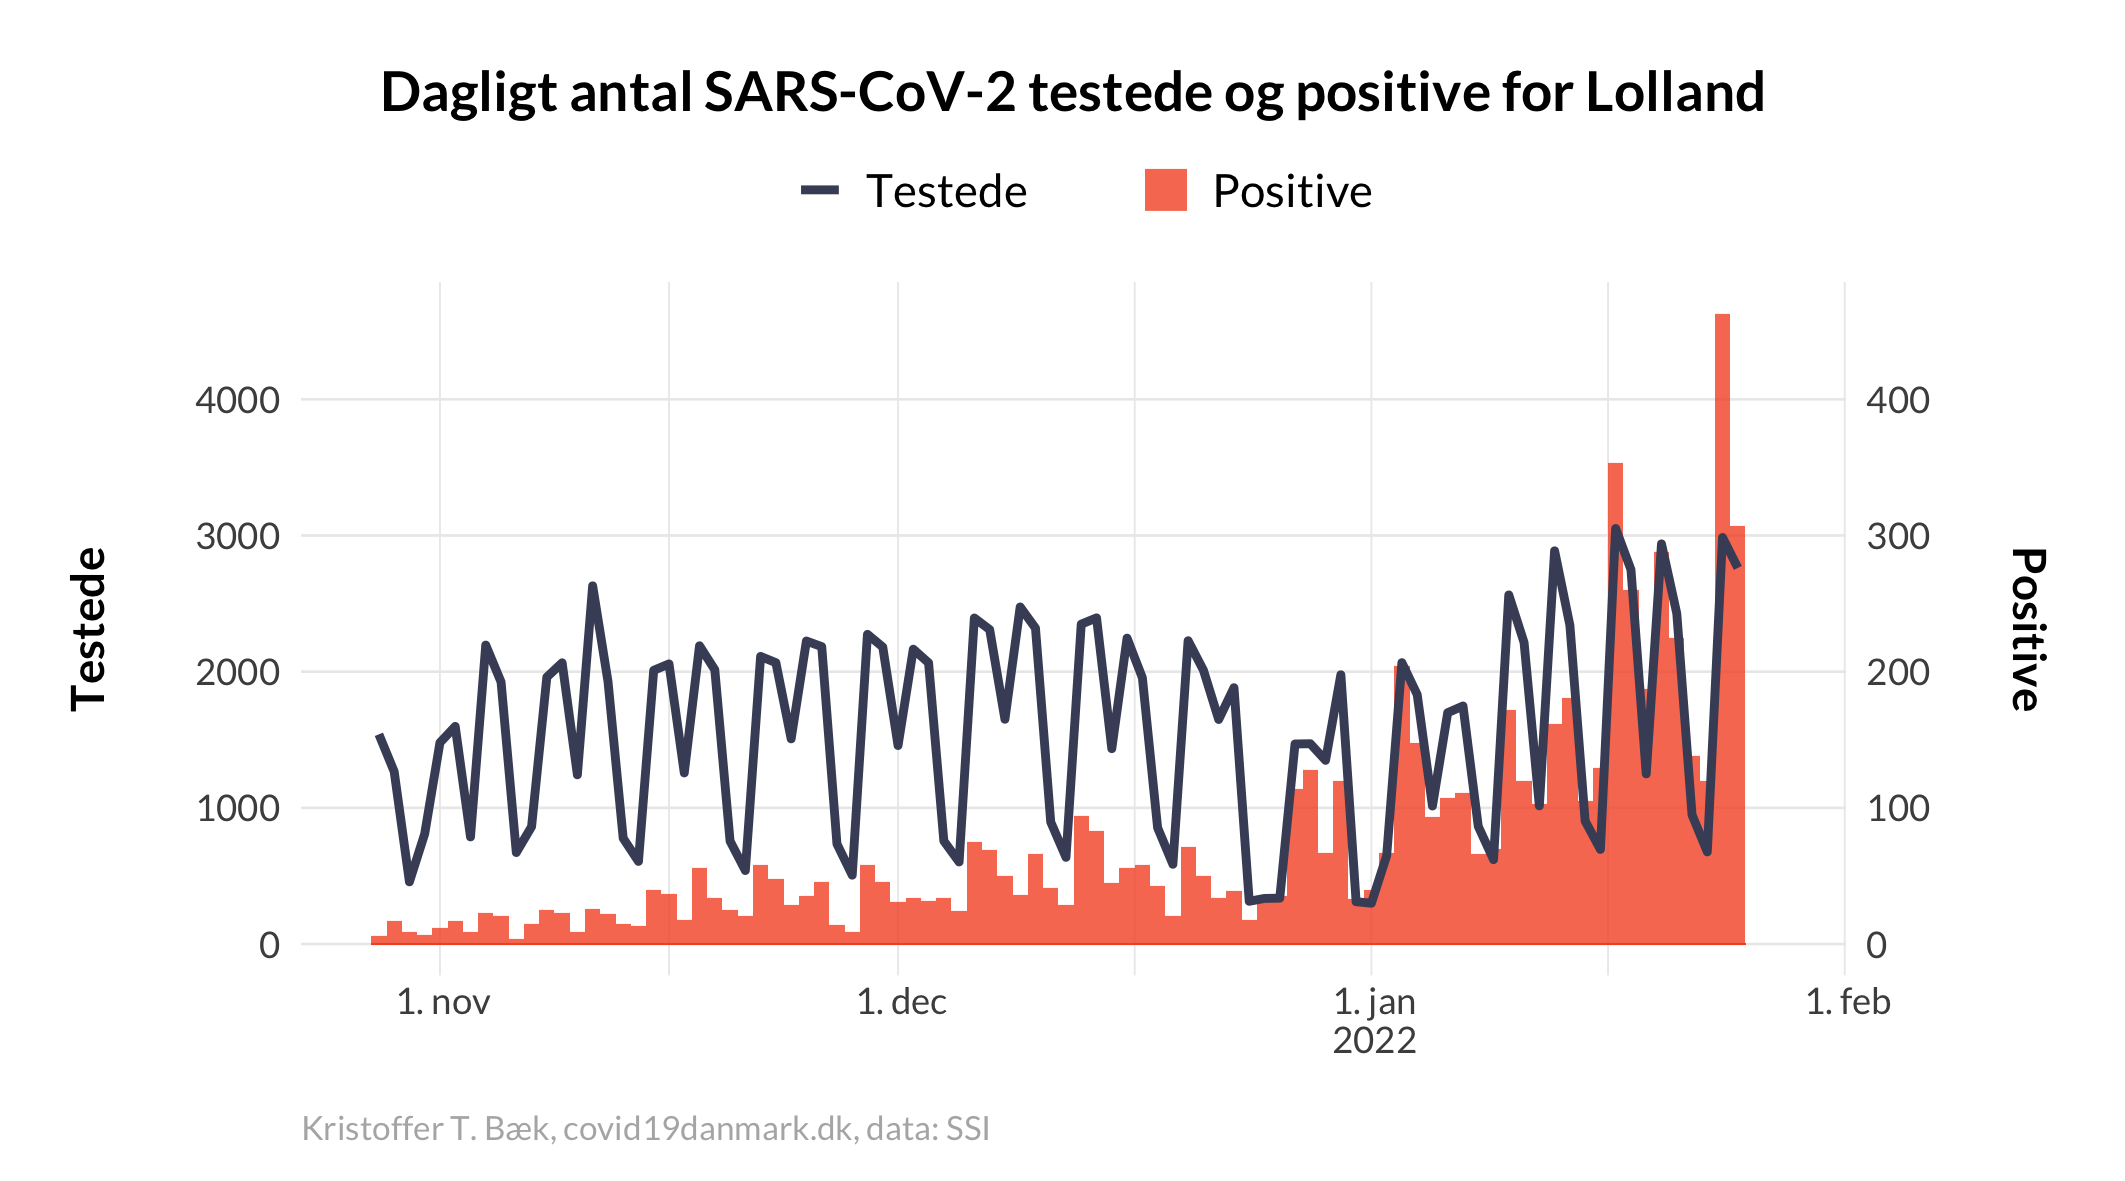 Dagligt antal SARS-CoV-2 testede og positive for Lolland
Testede
Positive
Testede
4000
3000
2000
1000
0
400
300
200
100
0
Positive
1. nov
1. dec
1. jan
2022
1. feb
Kristoffer T. Bæk, covid19danmark.dk, data: SSI